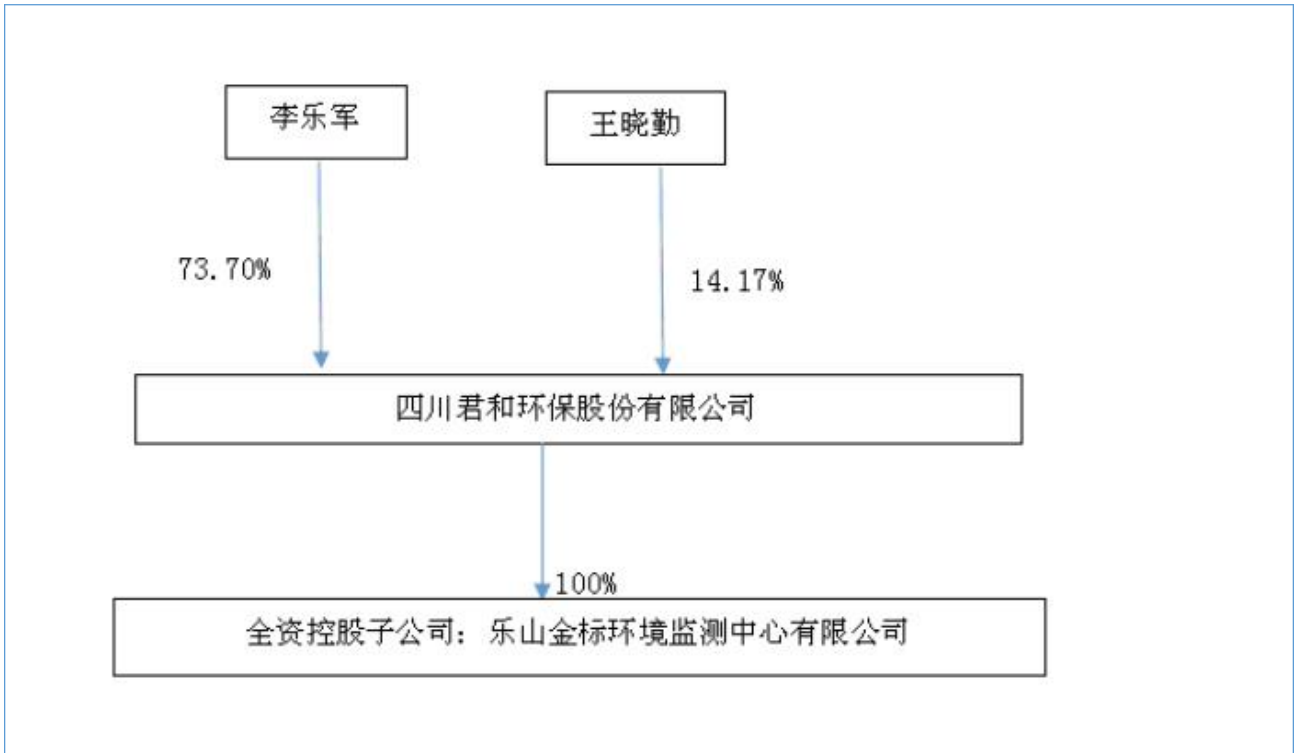 李乐军
王晓勤
73.70%
14.17%
四川君和环保股份有限公司
100%
全资控股子公司：乐山金标环境监测中心有限公司